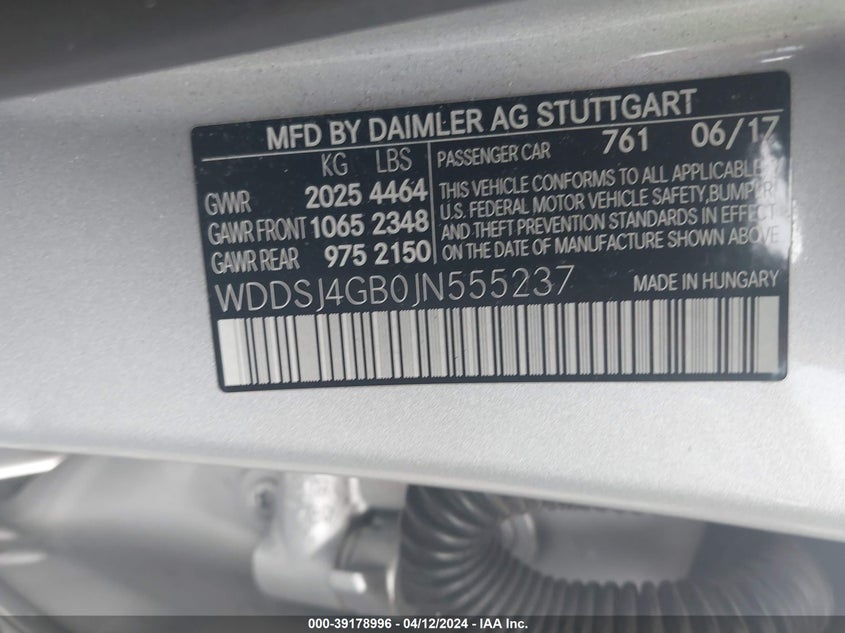 MFD BY DAIMLER AG STUTTGART
KG LBS
GVWR 2025 4464
GAWR FRONT 1065 2348
GAWR REAR 975 2150
PASSENGER CAR 761 06/17
THIS VEHICLE CONFORMS TO ALL APPLICABLE
U.S. FEDERAL MOTOR VEHICLE SAFETY, BUMPER
AND THEFT PREVENTION STANDARDS IN EFFECT
ON THE DATE OF MANUFACTURE SHOWN ABOVE
WDDSJ4GB0JN555237 MADE IN HUNGARY
000-39178996 - 04/12/2024 - IAA Inc.